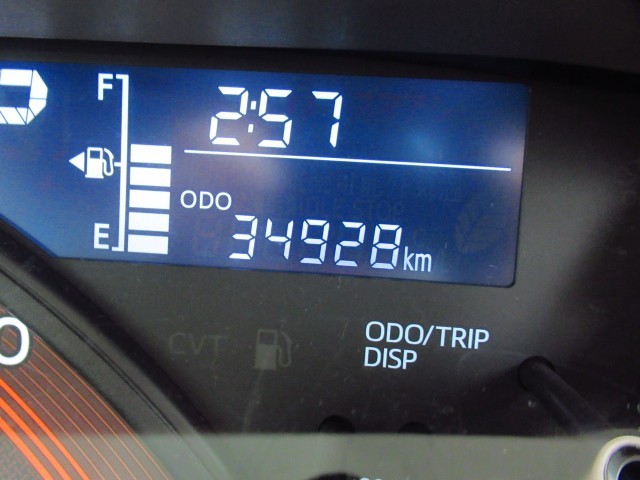 F
2:57
ODO
E
34928km
ODO/TRIP
DISP
CVT